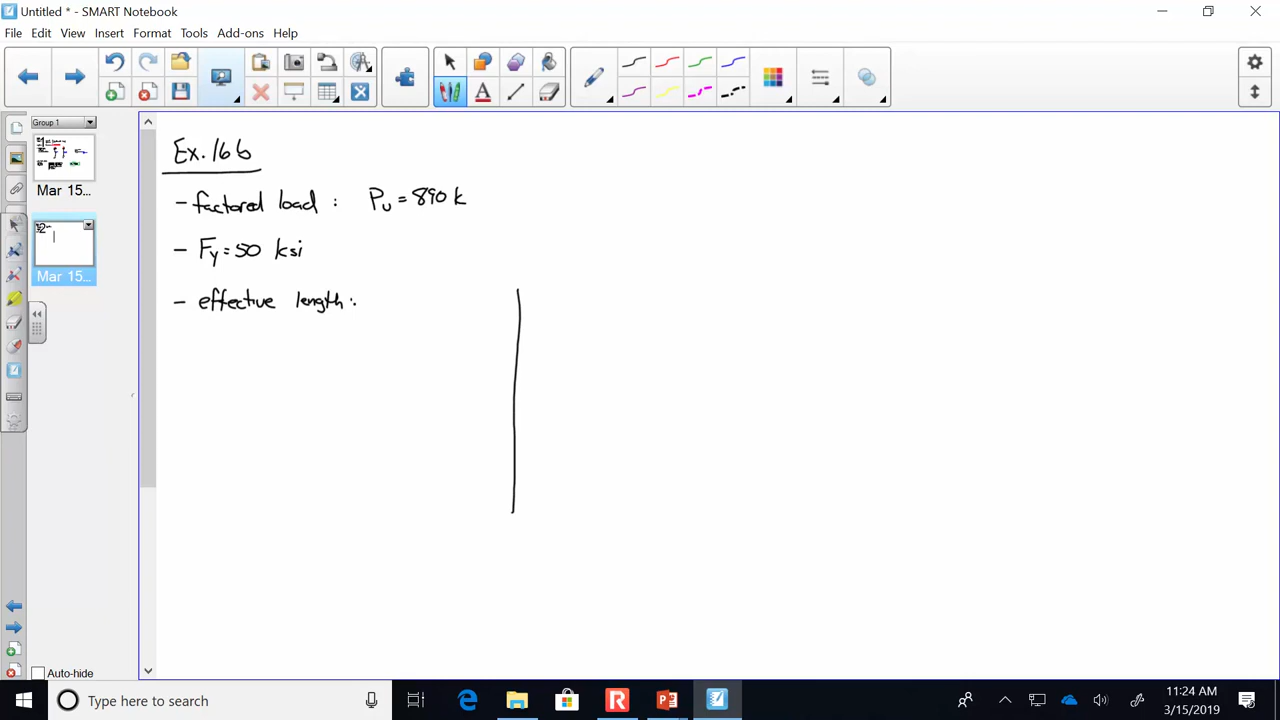 Untitled * - SMART Notebook
File Edit View Insert Format Tools Add-ons Help
Group 1
Mar 15...
Mar 15...
Ex. 16b
- factored load : Pu = 890 k
- Fy = 50 ksi
- effective length :
Auto-hide
Type here to search
11:24 AM
3/15/2019